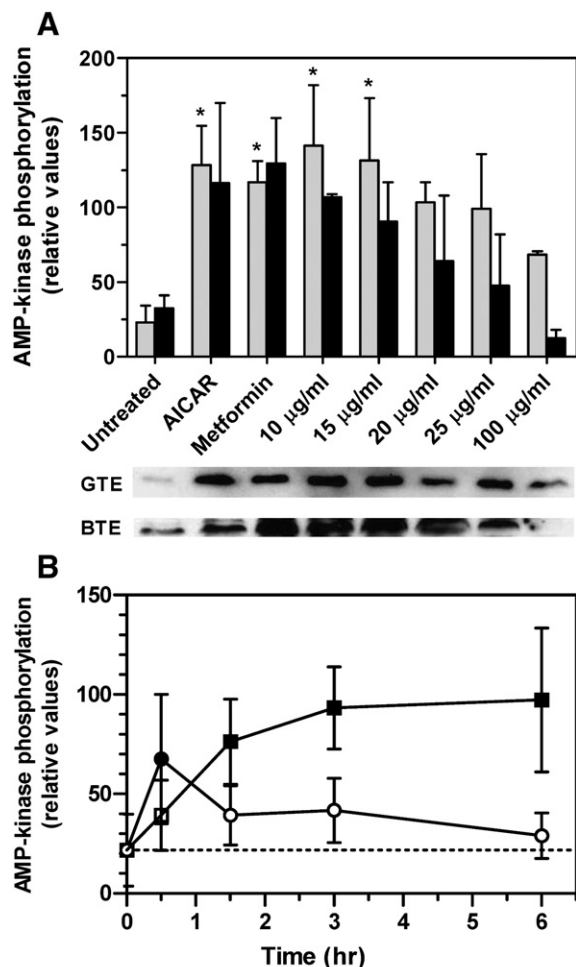 A
AMP-kinase phosphorylation
(relative values)
200
150
100
50
0
* * * *
Untreated
AICAR
Metformin
10 μg/ml
15 μg/ml
20 μg/ml
25 μg/ml
100 μg/ml
GTE
BTE
B
AMP-kinase phosphorylation
(relative values)
150
100
50
0
0 1 2 3 4 5 6
Time (hr)